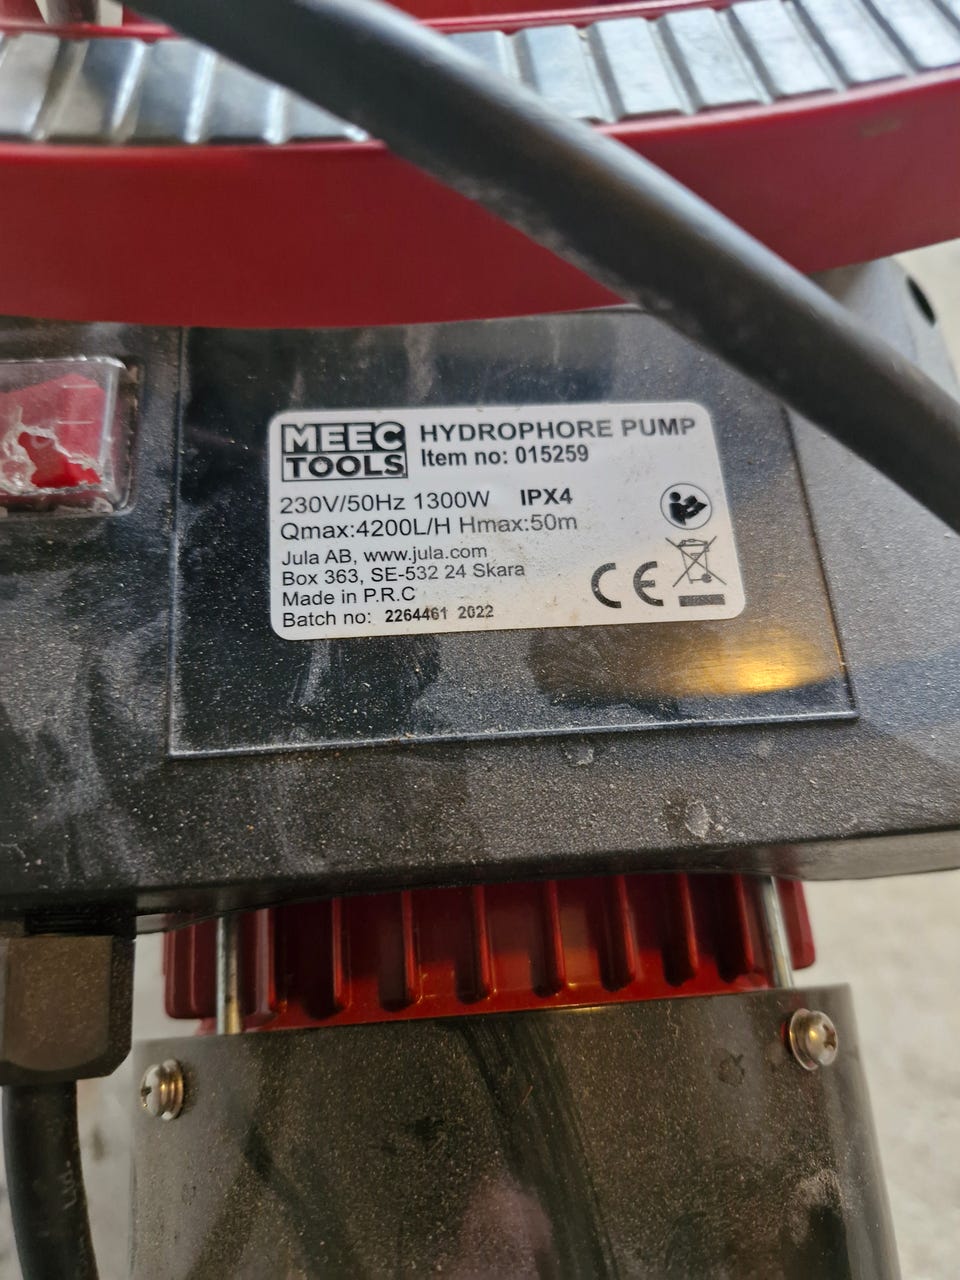 MEEC
TOOLS
HYDROPHORE PUMP
Item no: 015259
230V/50Hz 1300W IPX4
Qmax:4200L/H Hmax:50m
Jula AB, www.jula.com
Box 363, SE-532 24 Skara
Made in P.R.C
Batch no: 2264461 2022
CE